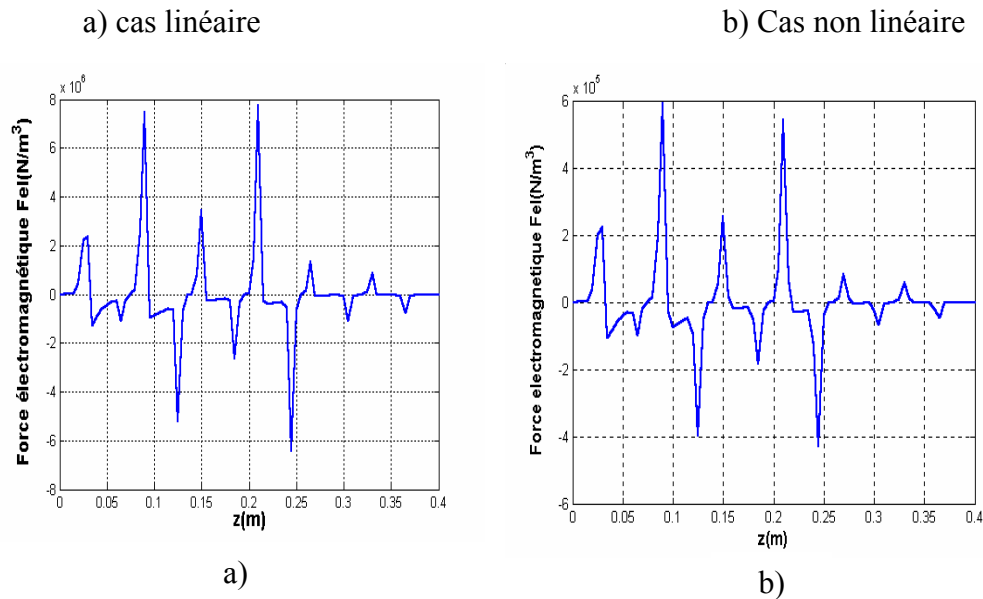 a) cas linéaire
b) Cas non linéaire
x 10^6
8
6
4
2
0
-2
-4
-6
-8
Force électromagnétique Fel(N/m³)
0 0.05 0.1 0.15 0.2 0.25 0.3 0.35 0.4
z(m)
a)
x 10^5
6
4
2
0
-2
-4
-6
Force electromagnetique Fel(N/m³)
0 0.05 0.1 0.15 0.2 0.25 0.3 0.35 0.4
z(m)
b)